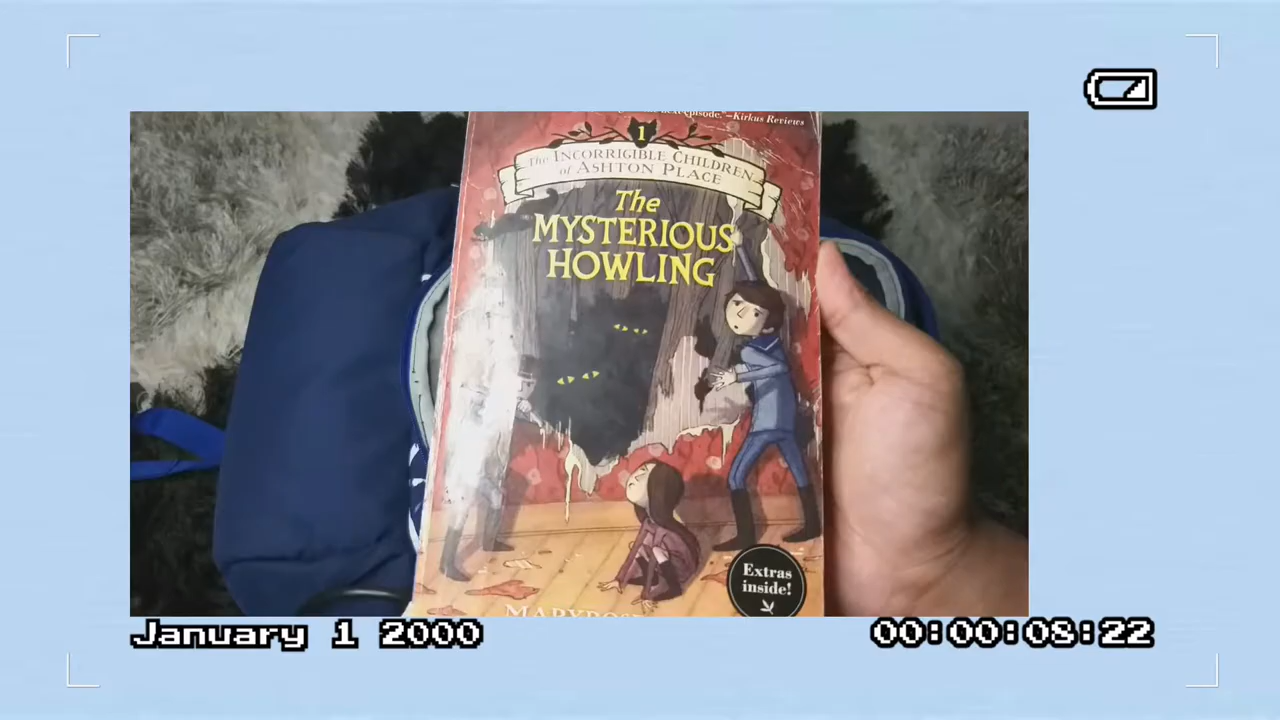 next episode."—Kirkus Reviews
1
The INCORRIGIBLE CHILDREN
of ASHTON PLACE
The
MYSTERIOUS
HOWLING
Extras
inside!
January 1 2000
00:00:08:22